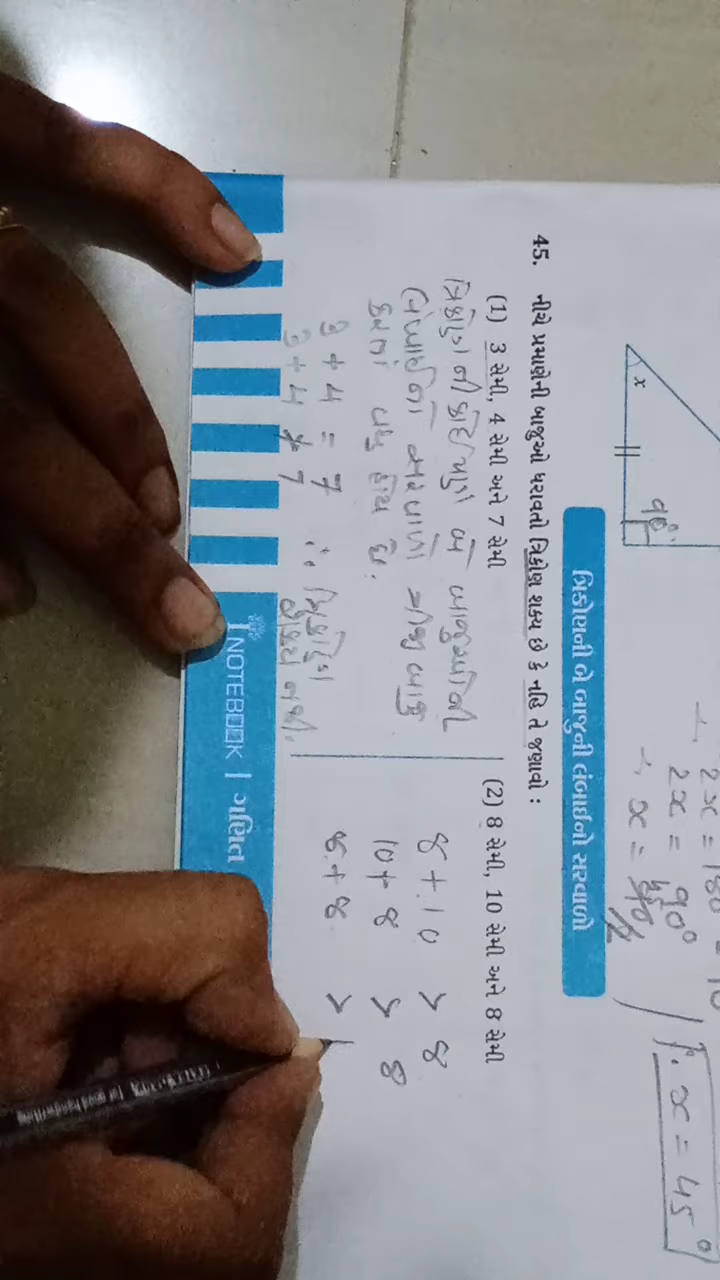 x
90°
∴ 2x = 180
2x = 90°
∴ x =
∴ x = 45°
ત્રિકોણની બે બાજુની લંબાઈનો સરવાળો
45. નીચે પ્રમાણેની બાજુઓ ધરાવતો ત્રિકોણ શક્ય છે કે નહિ તે જણાવો :
(1) 3 સેમી, 4 સેમી અને 7 સેમી
ત્રિકોણની કોઈપણ બે બાજુઓની
લંબાઈનો સરવાળો ત્રીજી બાજુ
કરતાં વધુ હોય છે.
3 + 4 = 7 ∴ ત્રિકોણ
3 + 4 ≯ 7 શક્ય નથી.
(2) 8 સેમી, 10 સેમી અને 8 સેમી
8 + 10 > 8
10 + 8 > 8
8 + 8 >
NOTEBOOK | ગણિત